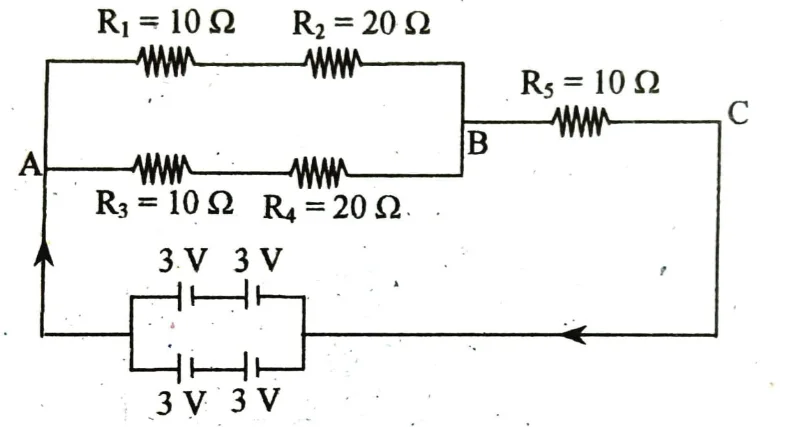 R₁ = 10 Ω R₂ = 20 Ω
R₅ = 10 Ω
C
B
A
R₃ = 10 Ω R₄ = 20 Ω
3 V 3 V
3 V 3 V